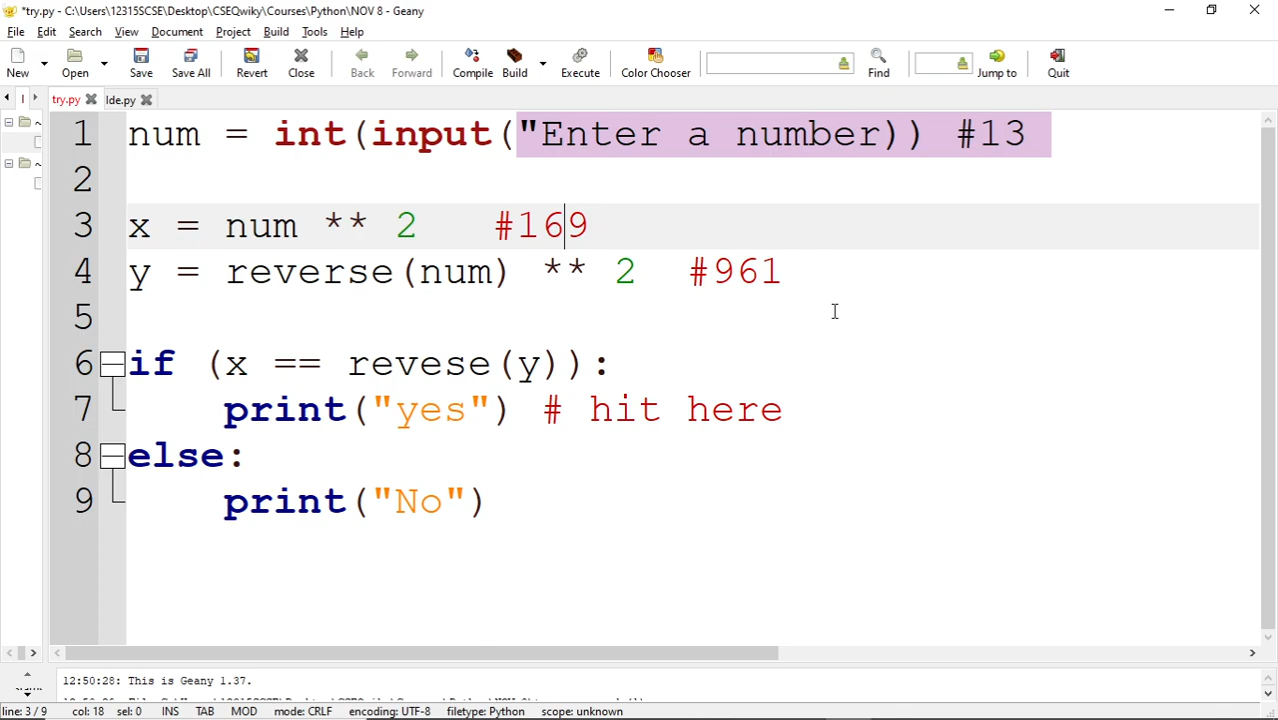 *try.py - C:\Users\12315SCSE\Desktop\CSEQwiky\Courses\Python\NOV 8 - Geany
File Edit Search View Document Project Build Tools Help
New Open Save Save All Revert Close Back Forward Compile Build Execute Color Chooser Find Jump to Quit
try.py lde.py
1 num = int(input("Enter a number)) #13
2
3 x = num ** 2 #169
4 y = reverse(num) ** 2 #961
5
6 if (x == revese(y)):
7 print("yes") # hit here
8 else:
9 print("No")
12:50:28: This is Geany 1.37.
line: 3 / 9 col: 18 sel: 0 INS TAB MOD mode: CRLF encoding: UTF-8 filetype: Python scope: unknown